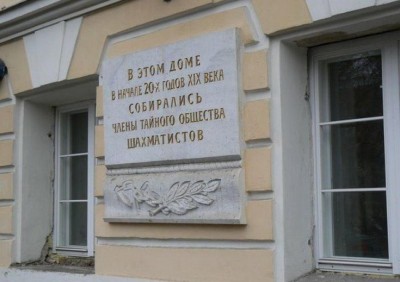 В ЭТОМ ДОМЕ
В НАЧАЛЕ 20-Х ГОДОВ XIX ВЕКА
СОБИРАЛИСЬ
ЧЛЕНЫ ТАЙНОГО ОБЩЕСТВА
ШАХМАТИСТОВ